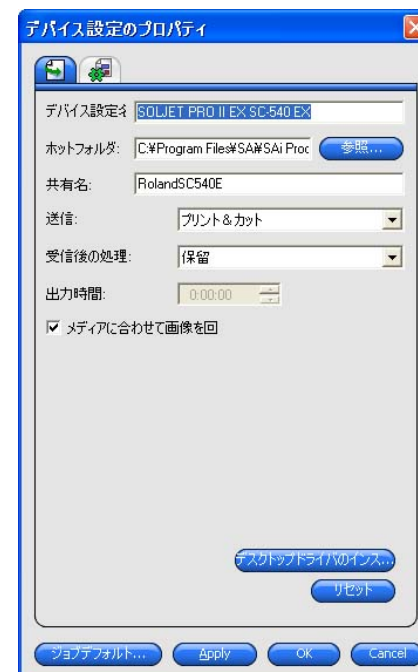 デバイス設定のプロパティ
デバイス設定名 SOLJET PRO II EX SC-540 EX
ホットフォルダ: C:¥Program Files¥SA¥SAi Proc 参照...
共有名: RolandSC540E
送信: プリント&カット
受信後の処理: 保留
出力時間: 0:00:00
メディアに合わせて画像を回
デスクトップドライバのインス...
リセット
ジョブデフォルト... Apply OK Cancel